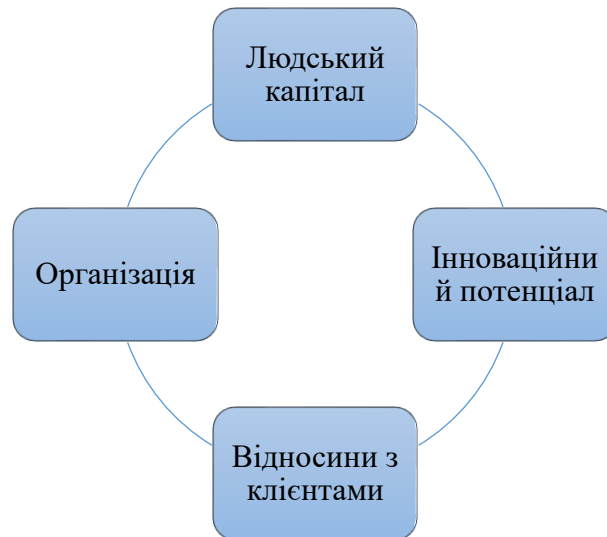 Людський
капітал
Організація
Інноваційни
й потенціал
Відносини з
клієнтами